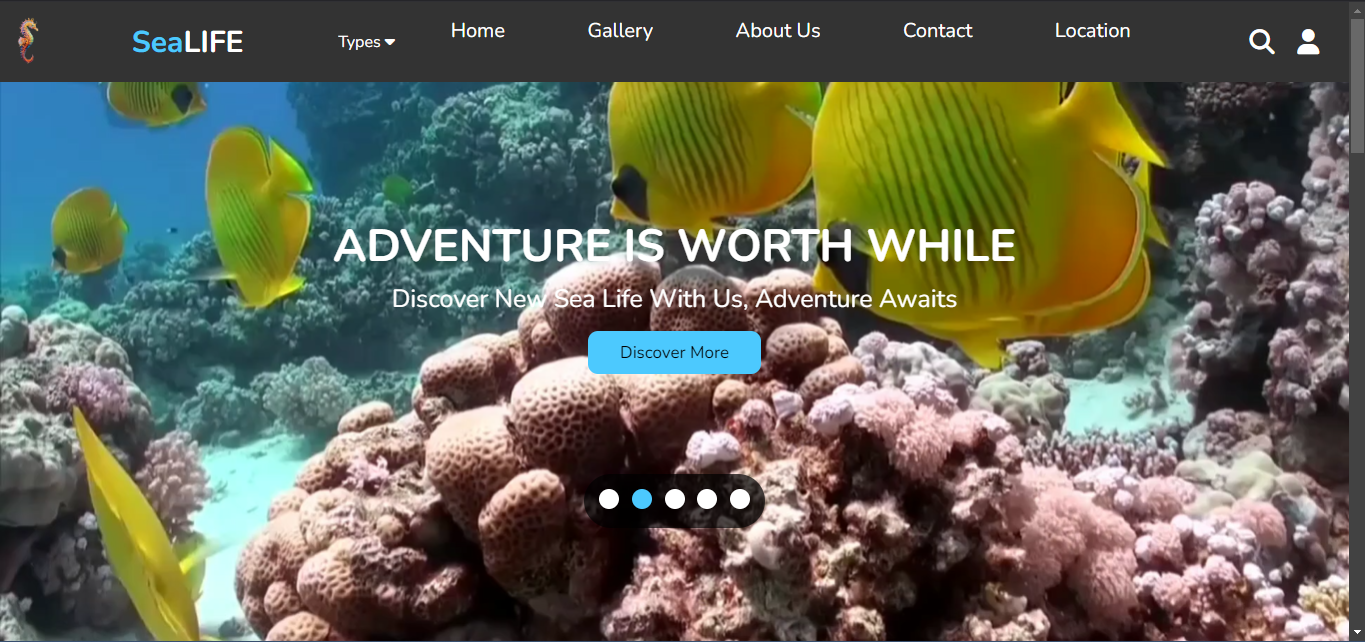 SeaLIFE
Types
Home
Gallery
About Us
Contact
Location
ADVENTURE IS WORTH WHILE
Discover New Sea Life With Us, Adventure Awaits
Discover More